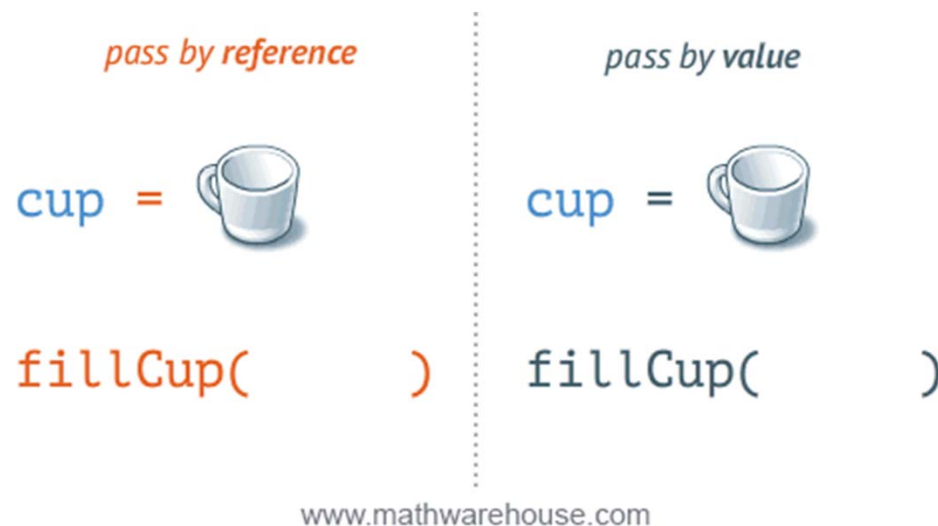 pass by reference
cup =
fillCup( )
pass by value
cup =
fillCup( )
www.mathwarehouse.com